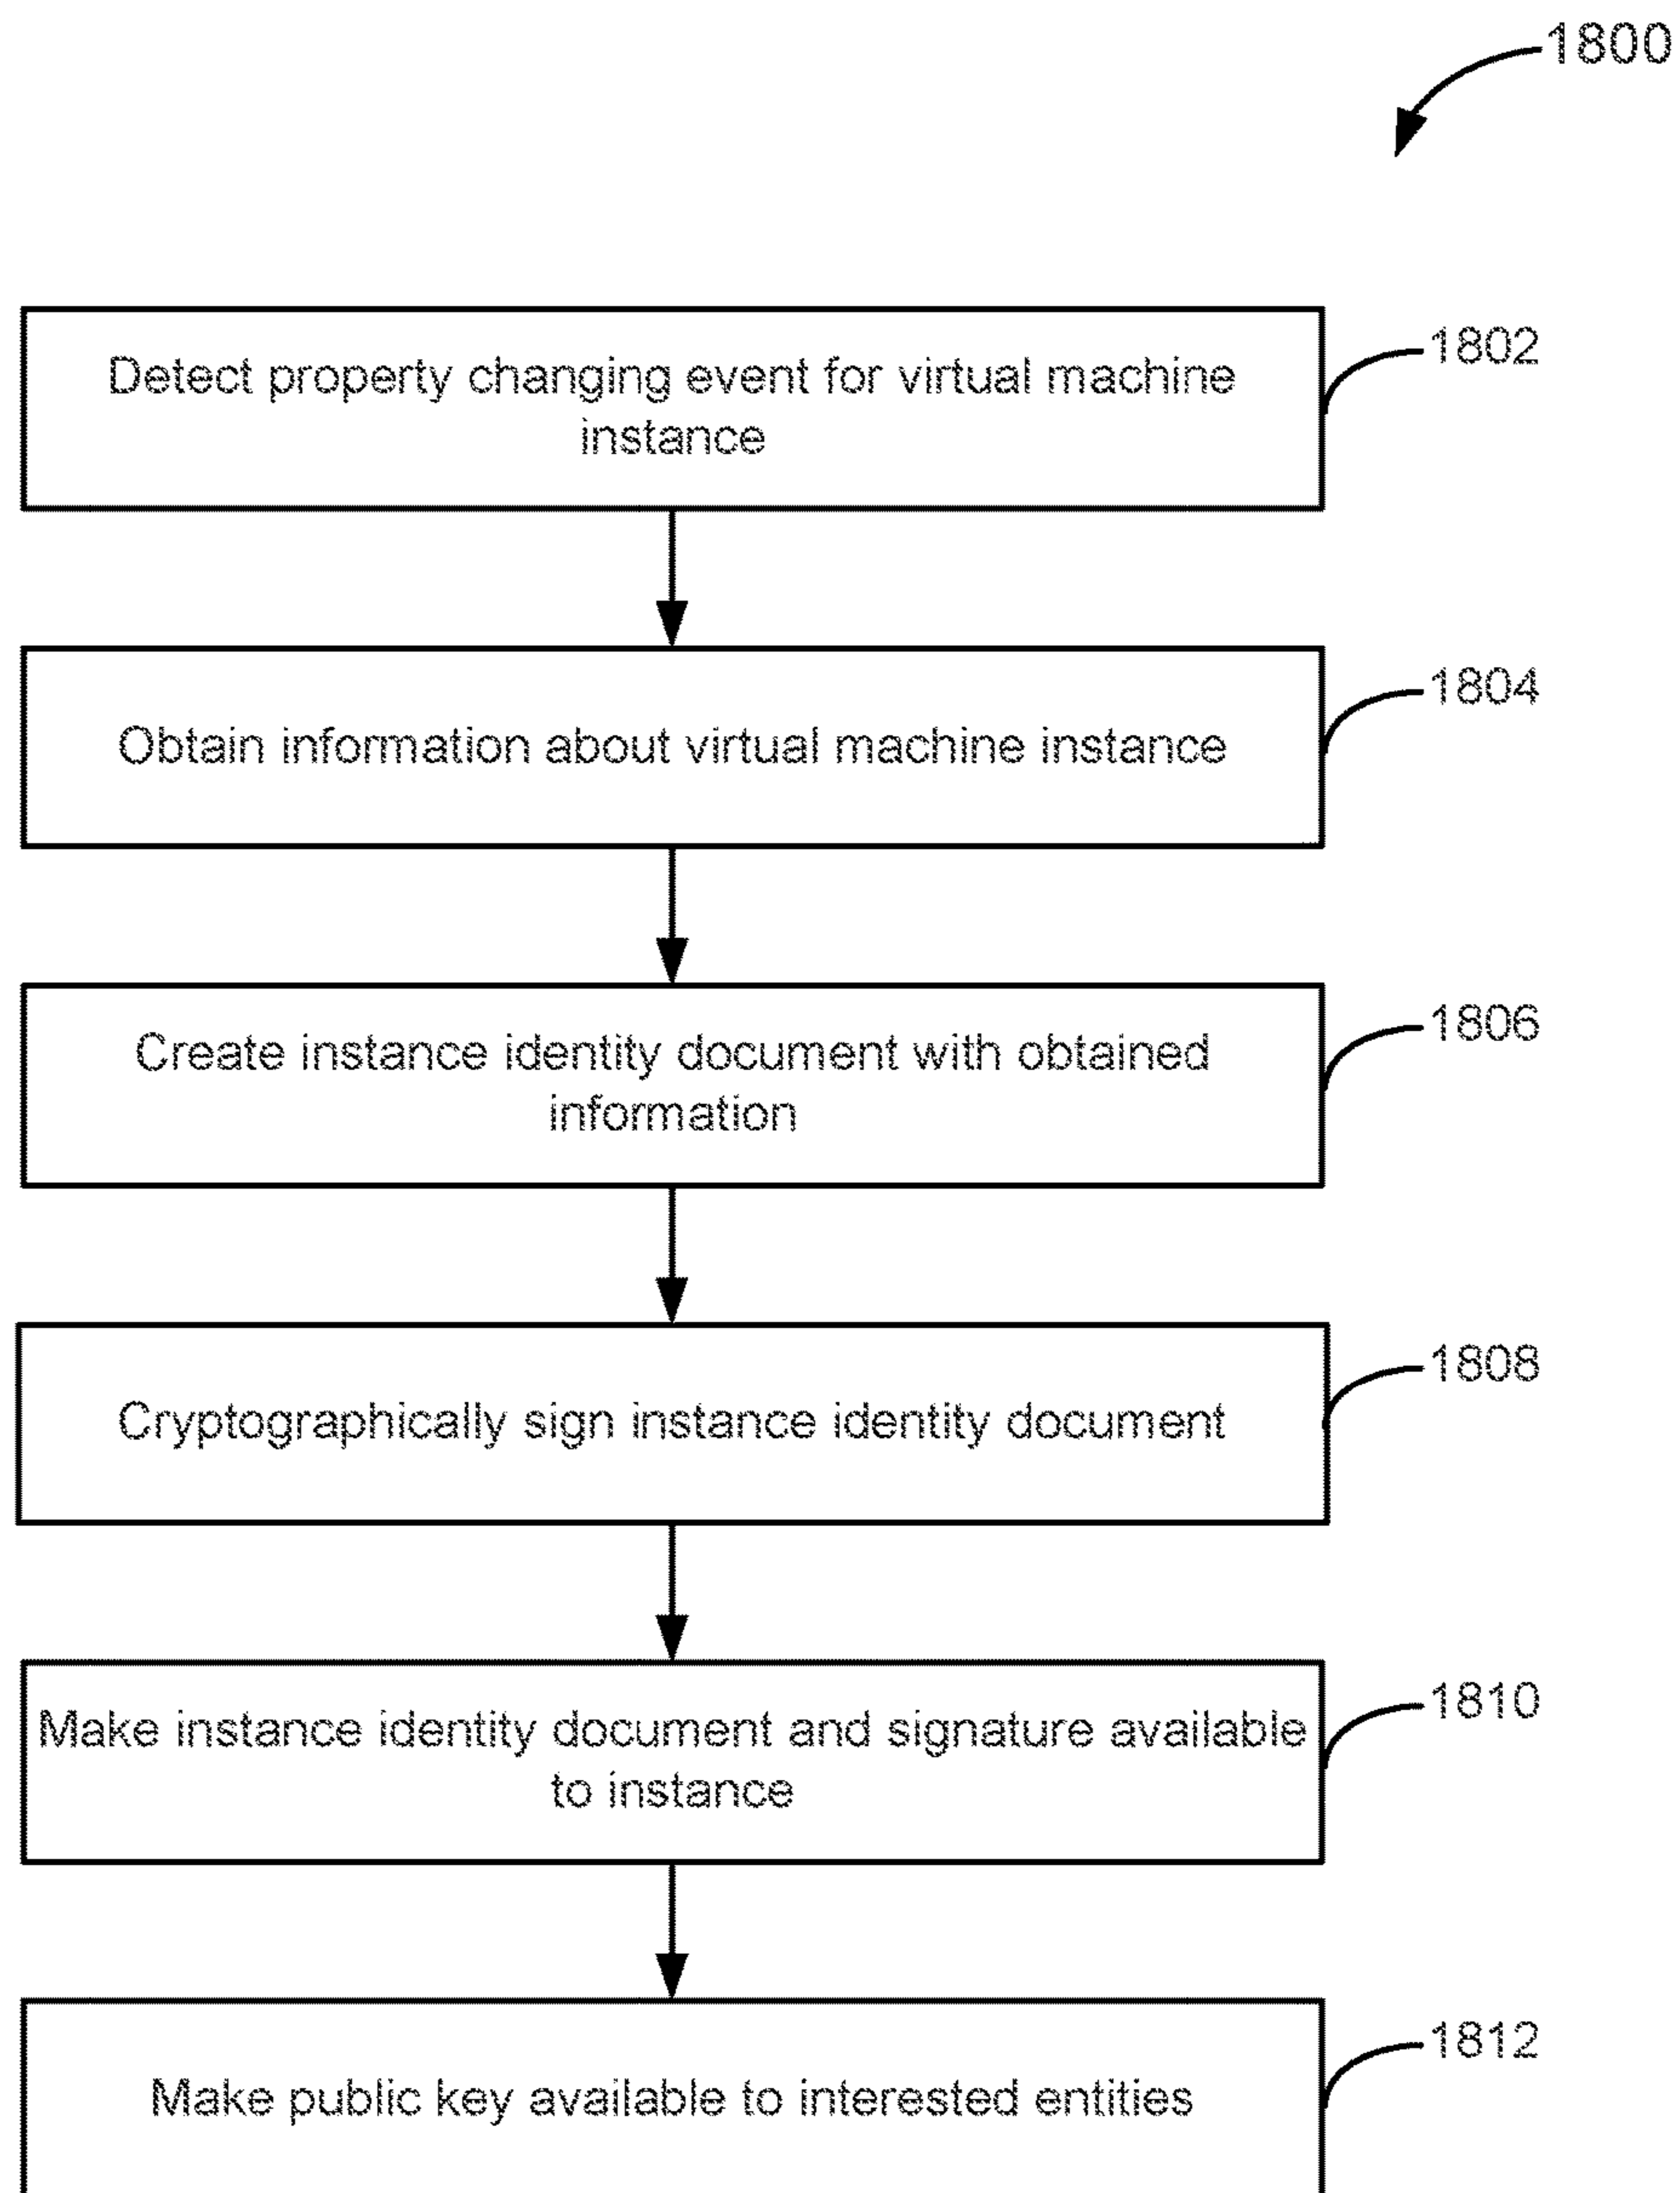 1800
Detect property changing event for virtual machine
instance
1802
Obtain information about virtual machine instance
1804
Create instance identity document with obtained
information
1806
Cryptographically sign instance identity document
1808
Make instance identity document and signature available
to instance
1810
Make public key available to interested entities
1812